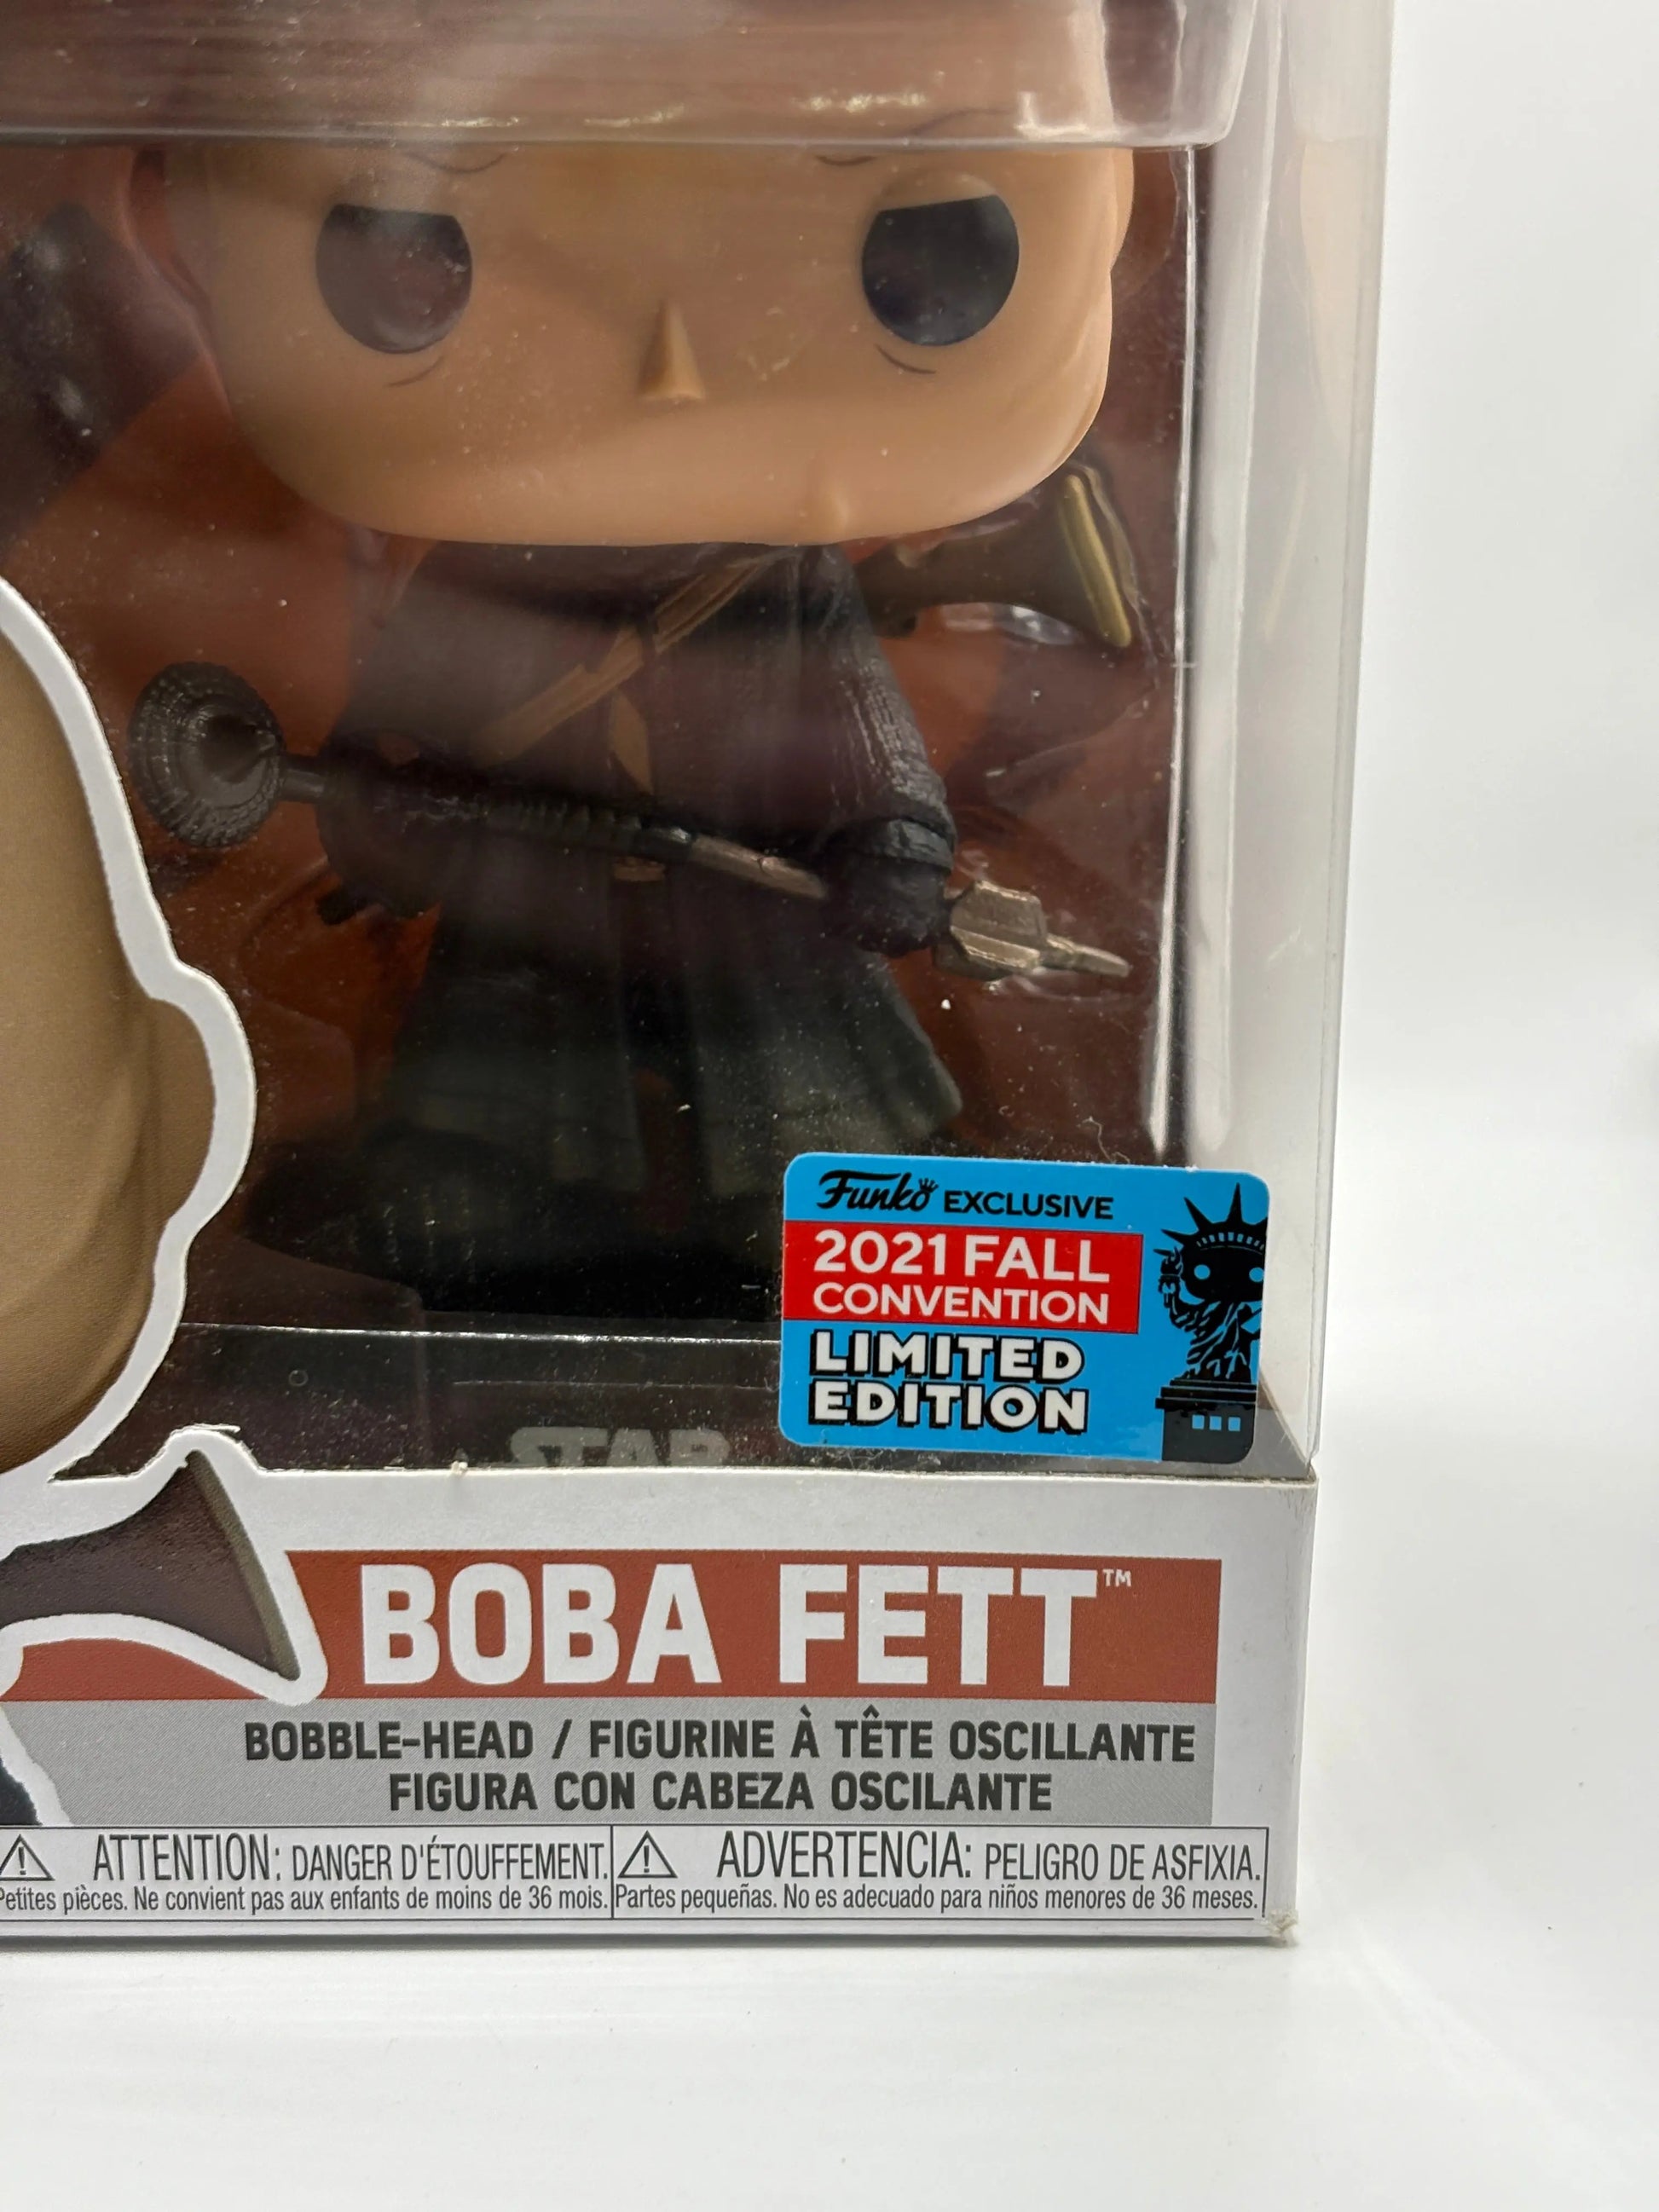 Funko EXCLUSIVE
2021 FALL
CONVENTION
LIMITED
EDITION
STAR
BOBA FETT™
BOBBLE-HEAD / FIGURINE À TÊTE OSCILLANTE
FIGURA CON CABEZA OSCILANTE
ATTENTION: DANGER D'ÉTOUFFEMENT.
Petites pièces. Ne convient pas aux enfants de moins de 36 mois.
ADVERTENCIA: PELIGRO DE ASFIXIA.
Partes pequeñas. No es adecuado para niños menores de 36 meses.